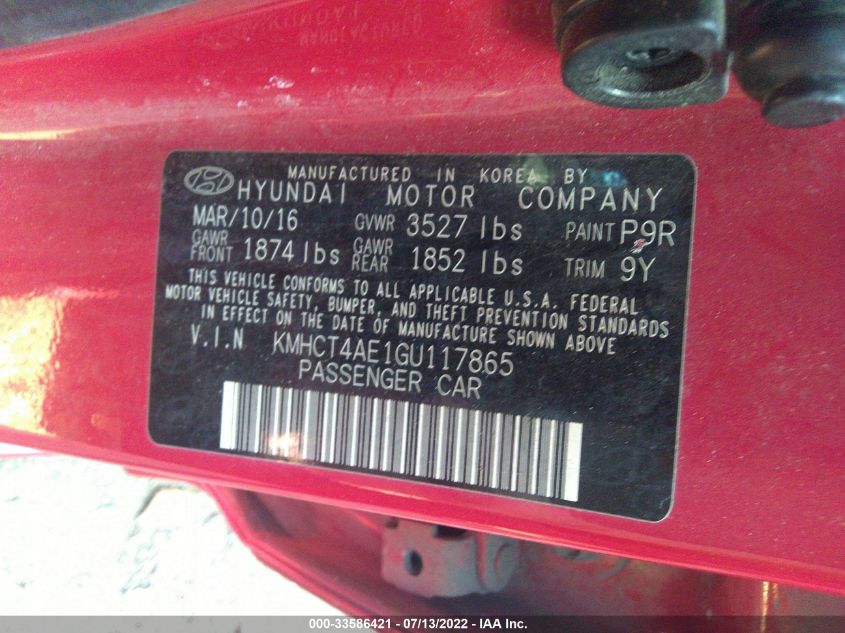 MANUFACTURED IN KOREA BY
HYUNDAI MOTOR COMPANY
MAR/10/16 GVWR 3527 lbs PAINT P9R
GAWR FRONT 1874 lbs GAWR REAR 1852 lbs TRIM 9Y
THIS VEHICLE CONFORMS TO ALL APPLICABLE U.S.A. FEDERAL
MOTOR VEHICLE SAFETY, BUMPER, AND THEFT PREVENTION STANDARDS
IN EFFECT ON THE DATE OF MANUFACTURE SHOWN ABOVE
V.I.N KMHCT4AE1GU117865
PASSENGER CAR
000-33586421 - 07/13/2022 - IAA Inc.